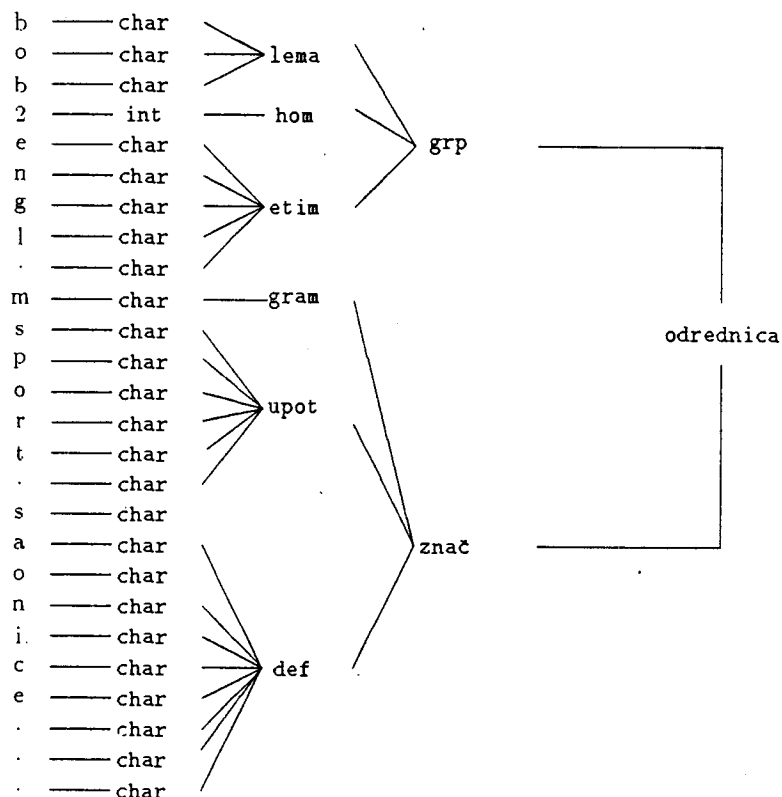 b char
o char lema
b char
2 int hom
e char grp
n char
g char etim
l char
. char
m char gram
s char odrednica
p char
o char upot
r char
t char
. char
s char
a char znač
o char
n char
i char
c char def
e char
. char
. char
. char